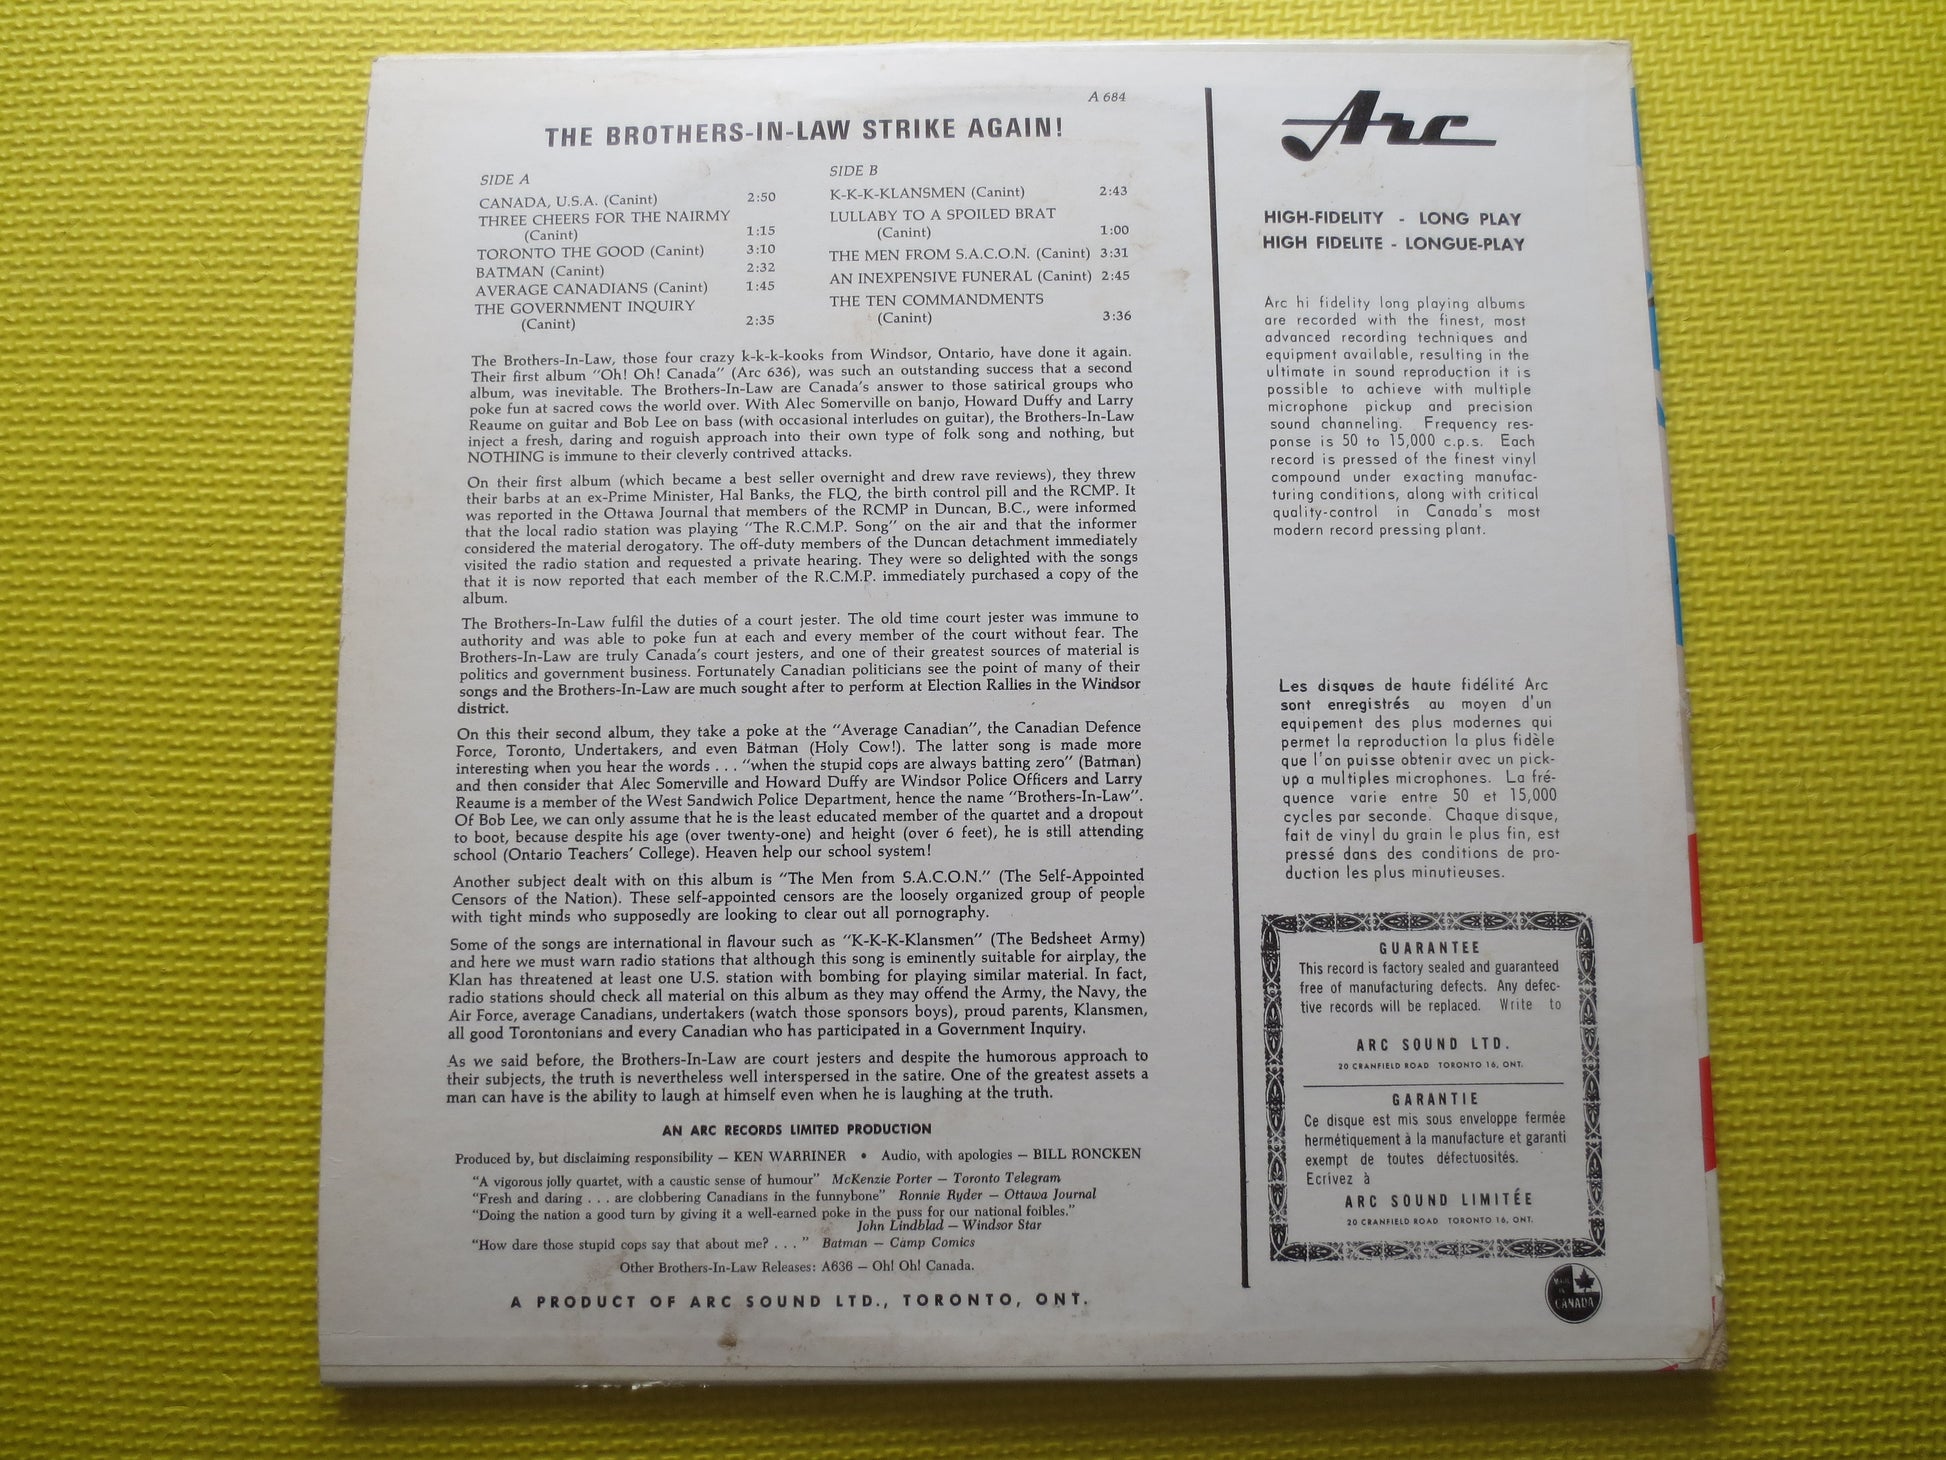 A 684
THE BROTHERS-IN-LAW STRIKE AGAIN!
SIDE A
CANADA, U.S.A. (Canint) 2:50
THREE CHEERS FOR THE NAIRMY
(Canint) 1:15
TORONTO THE GOOD (Canint) 3:10
BATMAN (Canint) 2:32
AVERAGE CANADIANS (Canint) 1:45
THE GOVERNMENT INQUIRY
(Canint) 2:35
SIDE B
K-K-K-KLANSMEN (Canint) 2:43
LULLABY TO A SPOILED BRAT
(Canint) 1:00
THE MEN FROM S.A.C.O.N. (Canint) 3:31
AN INEXPENSIVE FUNERAL (Canint) 2:45
THE TEN COMMANDMENTS
(Canint) 3:36
The Brothers-In-Law, those four crazy k-k-k-kooks from Windsor, Ontario, have done it again.
Their first album "Oh! Oh! Canada" (Arc 636), was such an outstanding success that a second
album, was inevitable. The Brothers-In-Law are Canada's answer to those satirical groups who
poke fun at sacred cows the world over. With Alec Somerville on banjo, Howard Duffy and Larry
Reaume on guitar and Bob Lee on bass (with occasional interludes on guitar), the Brothers-In-Law
inject a fresh, daring and roguish approach into their own type of folk song and nothing, but
NOTHING is immune to their cleverly contrived attacks.
On their first album (which became a best seller overnight and drew rave reviews), they threw
their barbs at an ex-Prime Minister, Hal Banks, the FLQ, the birth control pill and the RCMP. It
was reported in the Ottawa Journal that members of the RCMP in Duncan, B.C., were informed
that the local radio station was playing "The R.C.M.P. Song" on the air and that the informer
considered the material derogatory. The off-duty members of the Duncan detachment immediately
visited the radio station and requested a private hearing. They were so delighted with the songs
that it is now reported that each member of the R.C.M.P. immediately purchased a copy of the
album.
The Brothers-In-Law fulfil the duties of a court jester. The old time court jester was immune to
authority and was able to poke fun at each and every member of the court without fear. The
Brothers-In-Law are truly Canada's court jesters, and one of their greatest sources of material is
politics and government business. Fortunately Canadian politicians see the point of many of their
songs and the Brothers-In-Law are much sought after to perform at Election Rallies in the Windsor
district.
On this their second album, they take a poke at the "Average Canadian", the Canadian Defence
Force, Toronto, Undertakers, and even Batman (Holy Cow!). The latter song is made more
interesting when you hear the words . . . "when the stupid cops are always batting zero" (Batman)
and then consider that Alec Somerville and Howard Duffy are Windsor Police Officers and Larry
Reaume is a member of the West Sandwich Police Department, hence the name "Brothers-In-Law".
Of Bob Lee, we can only assume that he is the least educated member of the quartet and a dropout
to boot, because despite his age (over twenty-one) and height (over 6 feet), he is still attending
school (Ontario Teachers' College). Heaven help our school system!
Another subject dealt with on this album is "The Men from S.A.C.O.N." (The Self-Appointed
Censors of the Nation). These self-appointed censors are the loosely organized group of people
with tight minds who supposedly are looking to clear out all pornography.
Some of the songs are international in flavour such as "K-K-K-Klansmen" (The Bedsheet Army)
and here we must warn radio stations that although this song is eminently suitable for airplay, the
Klan has threatened at least one U.S. station with bombing for playing similar material. In fact,
radio stations should check all material on this album as they may offend the Army, the Navy, the
Air Force, average Canadians, undertakers (watch those sponsors boys), proud parents, Klansmen,
all good Torontonians and every Canadian who has participated in a Government Inquiry.
As we said before, the Brothers-In-Law are court jesters and despite the humorous approach to
their subjects, the truth is nevertheless well interspersed in the satire. One of the greatest assets a
man can have is the ability to laugh at himself even when he is laughing at the truth.
AN ARC RECORDS LIMITED PRODUCTION
Produced by, but disclaiming responsibility – KEN WARRINER • Audio, with apologies – BILL RONCKEN
"A vigorous jolly quartet, with a caustic sense of humour" McKenzie Porter – Toronto Telegram
"Fresh and daring . . . are clobbering Canadians in the funnybone" Ronnie Ryder – Ottawa Journal
"Doing the nation a good turn by giving it a well-earned poke in the puss for our national foibles."
John Lindblad – Windsor Star
"How dare those stupid cops say that about me? . . . " Batman – Camp Comics
Other Brothers-In-Law Releases: A636 – Oh! Oh! Canada.
A PRODUCT OF ARC SOUND LTD., TORONTO, ONT.
Arc
HIGH-FIDELITY - LONG PLAY
HIGH FIDELITE - LONGUE-PLAY
Arc hi fidelity long playing albums
are recorded with the finest, most
advanced recording techniques and
equipment available, resulting in the
ultimate in sound reproduction it is
possible to achieve with multiple
microphone pickup and precision
sound channeling. Frequency res-
ponse is 50 to 15,000 c.p.s. Each
record is pressed of the finest vinyl
compound under exacting manufac-
turing conditions, along with critical
quality-control in Canada's most
modern record pressing plant.
Les disques de haute fidélité Arc
sont enregistrés au moyen d'un
equipement des plus modernes qui
permet la reproduction la plus fidèle
que l'on puisse obtenir avec un pick-
up a multiples microphones. La fré-
quence varie entre 50 et 15,000
cycles par seconde. Chaque disque,
fait de vinyl du grain le plus fin, est
pressé dans des conditions de pro-
duction les plus minutieuses.
GUARANTEE
This record is factory sealed and guaranteed
free of manufacturing defects. Any defec-
tive records will be replaced. Write to
ARC SOUND LTD.
20 CRANFIELD ROAD TORONTO 16, ONT.
GARANTIE
Ce disque est mis sous enveloppe fermée
hermétiquement à la manufacture et garanti
exempt de toutes défectuosités.
Ecrivez à
ARC SOUND LIMITÉE
20 CRANFIELD ROAD TORONTO 16, ONT.
MADE
IN
CANADA